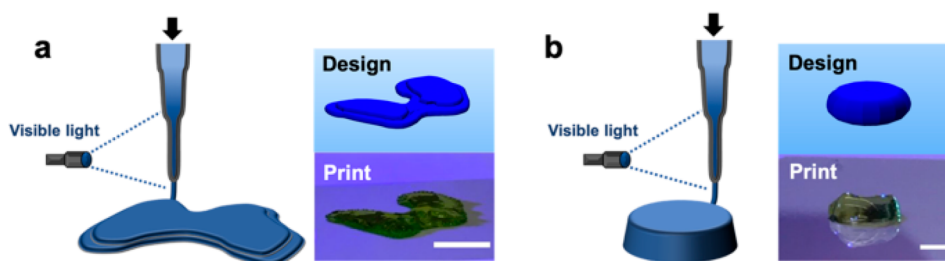 a
Visible light
Design
Print
b
Visible light
Design
Print